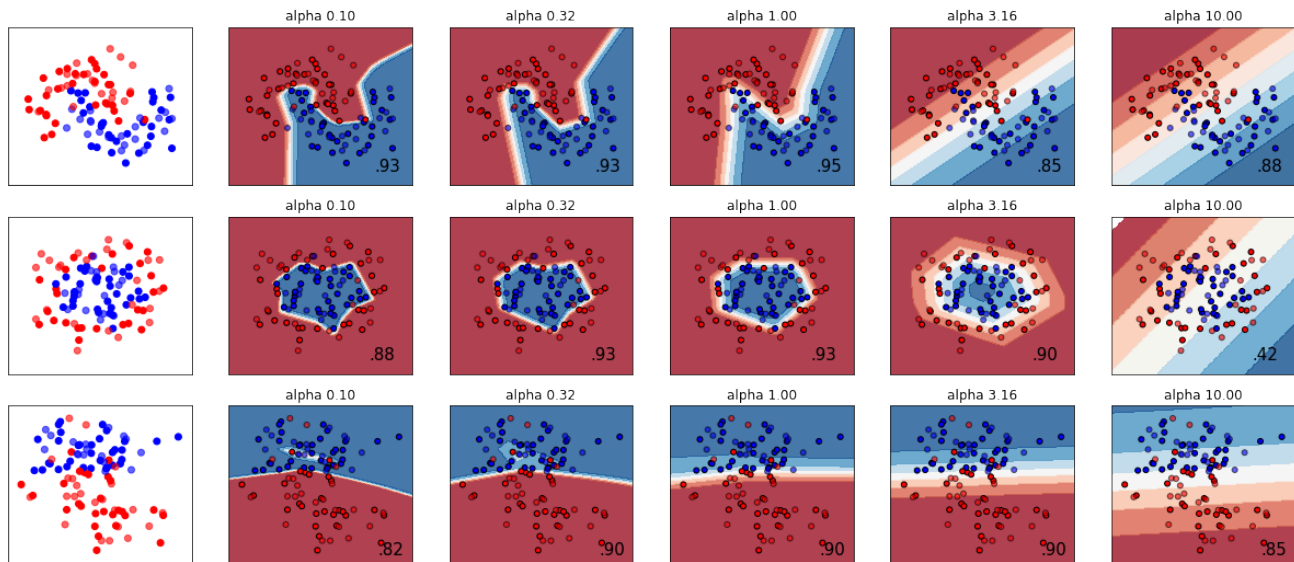 alpha 0.10 alpha 0.32 alpha 1.00 alpha 3.16 alpha 10.00
.93 .93 .95 .85 .88
alpha 0.10 alpha 0.32 alpha 1.00 alpha 3.16 alpha 10.00
.88 .93 .93 .90 .42
alpha 0.10 alpha 0.32 alpha 1.00 alpha 3.16 alpha 10.00
.82 .90 .90 .90 .85